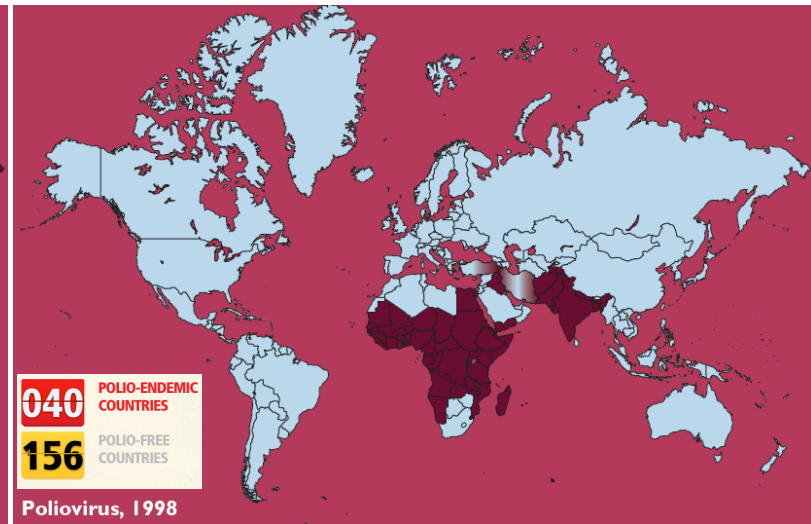 040 POLIO-ENDEMIC
COUNTRIES
156 POLIO-FREE
COUNTRIES
Poliovirus, 1998